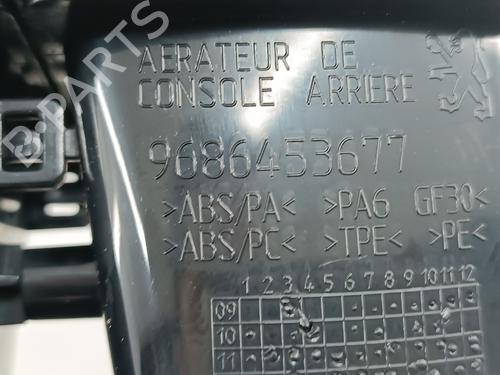 AERATEUR DE
CONSOLE ARRIERE
9686453677
>ABS/PA< >PA6 GF30<
>ABS/PC< >TPE< >PE<
1 2 3 4 5 6 7 8 9 10 11 12
09
10
11
B-PARTS